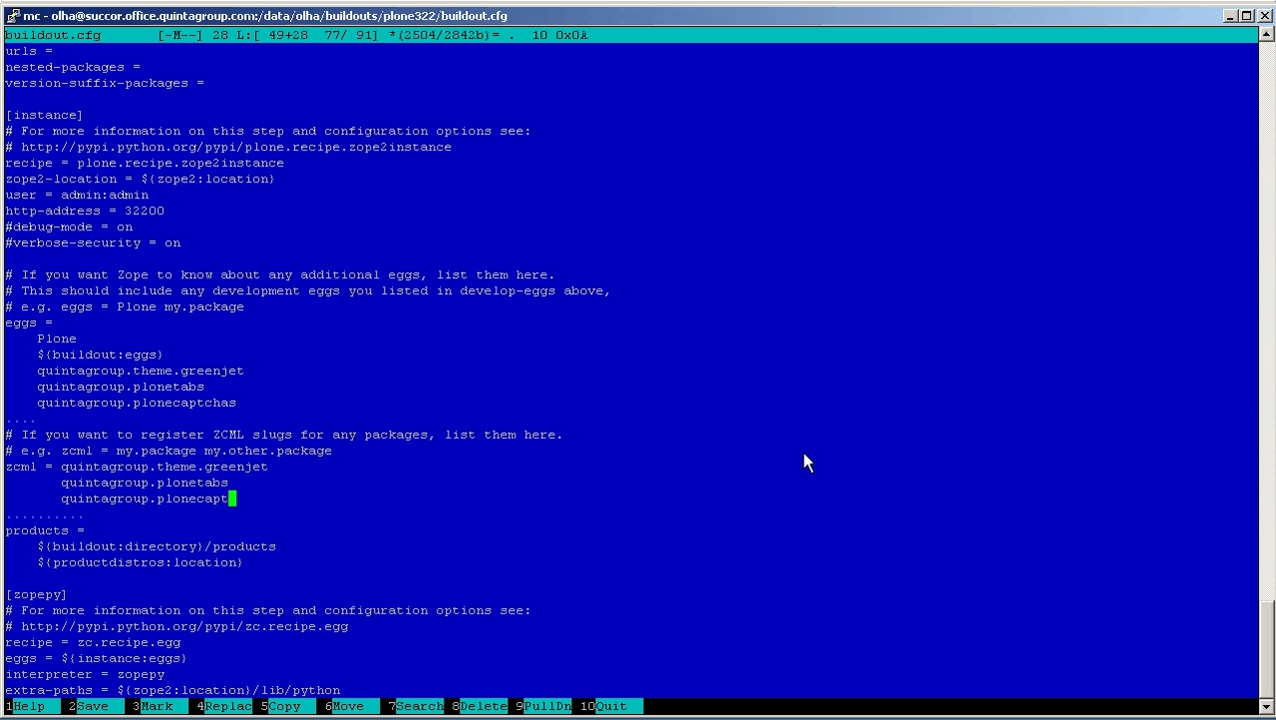 mc - olha@succor.office.quintagroup.com:/data/olha/buildouts/plone322/buildout.cfg
buildout.cfg [-M--] 28 L:[ 49+28 77/ 91] *(2504/2842b)= . 10 0x0A
urls =
nested-packages =
version-suffix-packages =
[instance]
# For more information on this step and configuration options see:
# http://pypi.python.org/pypi/plone.recipe.zope2instance
recipe = plone.recipe.zope2instance
zope2-location = ${zope2:location}
user = admin:admin
http-address = 32200
#debug-mode = on
#verbose-security = on
# If you want Zope to know about any additional eggs, list them here.
# This should include any development eggs you listed in develop-eggs above,
# e.g. eggs = Plone my.package
eggs =
Plone
${buildout:eggs}
quintagroup.theme.greenjet
quintagroup.plonetabs
quintagroup.plonecaptchas
....
# If you want to register ZCML slugs for any packages, list them here.
# e.g. zcml = my.package my.other.package
zcml = quintagroup.theme.greenjet
quintagroup.plonetabs
quintagroup.plonecapt
..........
products =
${buildout:directory}/products
${productdistros:location}
[zopepy]
# For more information on this step and configuration options see:
# http://pypi.python.org/pypi/zc.recipe.egg
recipe = zc.recipe.egg
eggs = ${instance:eggs}
interpreter = zopepy
extra-paths = ${zope2:location}/lib/python
1Help 2Save 3Mark 4Replac 5Copy 6Move 7Search 8Delete 9PullDn 10Quit